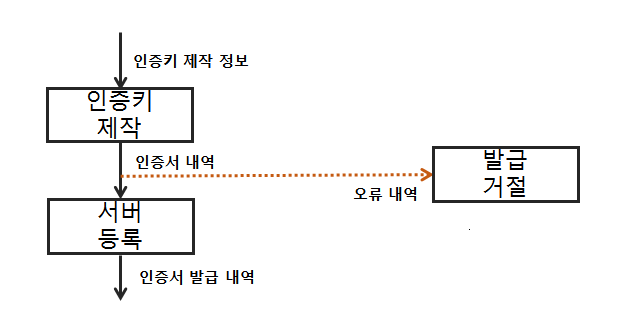 인증키 제작 정보
인증키
제작
인증서 내역
발급
거절
오류 내역
서버
등록
인증서 발급 내역